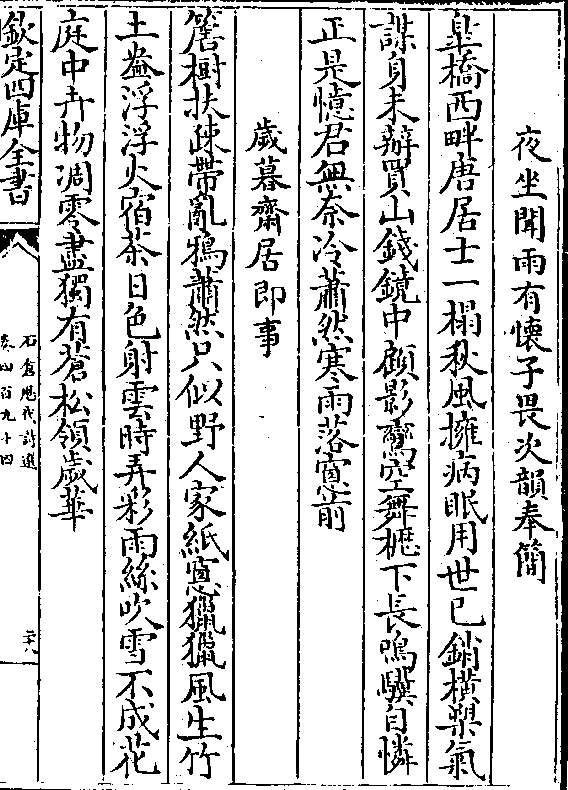 夜坐聞雨有懷子畏次韻奉簡
臯橋西畔唐居士一榻秋風擁病眠用世已銷橫槊氣
謀身未辦買山錢鏡中顧影鸞空舞櫪下長鳴驥自憐
正是憶君無奈冷蕭然寒雨落窻前
歲暮齋居即事
簷樹扶疎帶亂鴉蕭然只似野人家紙窻獵獵風生竹
土盎浮浮火宿茶日色射雲時弄彩雨絲吹雪不成花
庭中卉物凋零盡獨有蒼松領歲華
欽定四庫全書
石倉歷代詩選
卷四百九十四
二十八